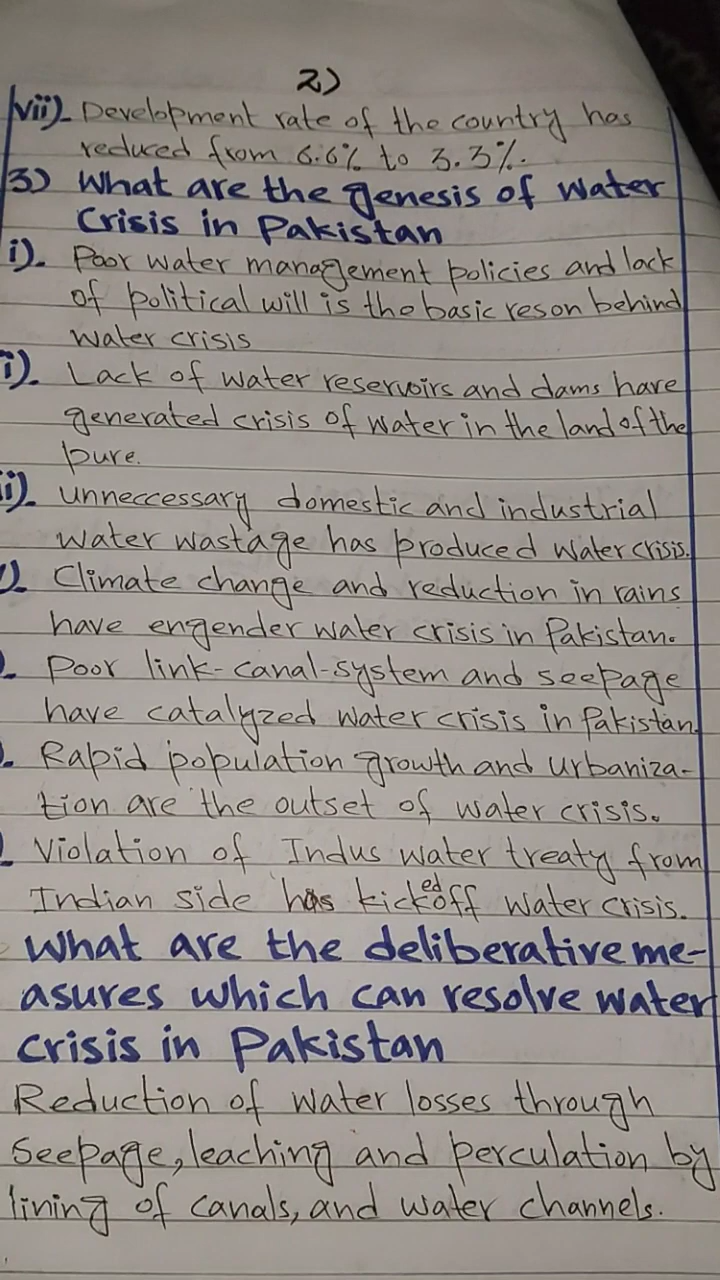 2)
vii). Development rate of the country has
reduced from 6.6% to 3.3%.
3) What are the genesis of water
Crisis in Pakistan
i). Poor water management policies and lack
of political will is the basic reson behind
water crisis
i). Lack of water reservoirs and dams have
generated crisis of water in the land of the
pure.
ii). unneccessary domestic and industrial
water wastage has produced water crisis.
). Climate change and reduction in rains
have engender water crisis in Pakistan.
. Poor link-canal-system and seepage
have catalyzed water crisis in Pakistan.
. Rapid population growth and urbaniza-
tion are the outset of water crisis.
Violation of Indus water treaty from
Indian side has kickedoff water crisis.
What are the deliberative me-
asures which can resolve water
crisis in Pakistan
Reduction of water losses through
seepage, leaching and perculation by
lining of canals, and water channels.